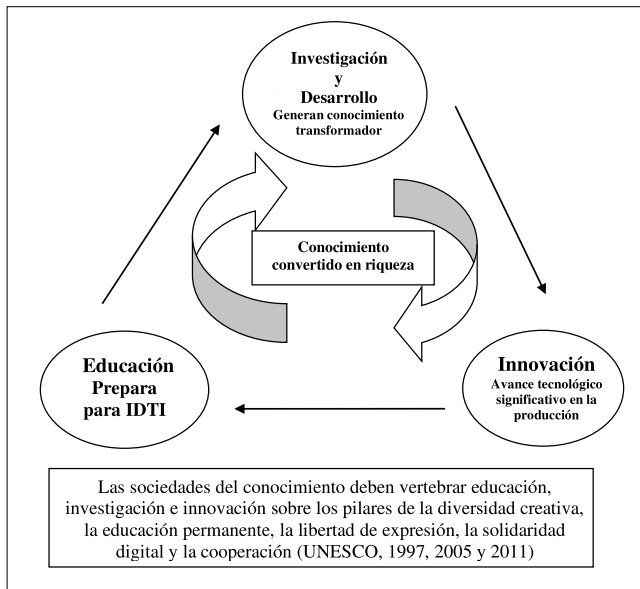 Investigación
y
Desarrollo
Generan conocimiento
transformador
Conocimiento
convertido en riqueza
Educación
Prepara
para IDTI
Innovación
Avance tecnológico
significativo en la
producción
Las sociedades del conocimiento deben vertebrar educación,
investigación e innovación sobre los pilares de la diversidad creativa,
la educación permanente, la libertad de expresión, la solidaridad
digital y la cooperación (UNESCO, 1997, 2005 y 2011)